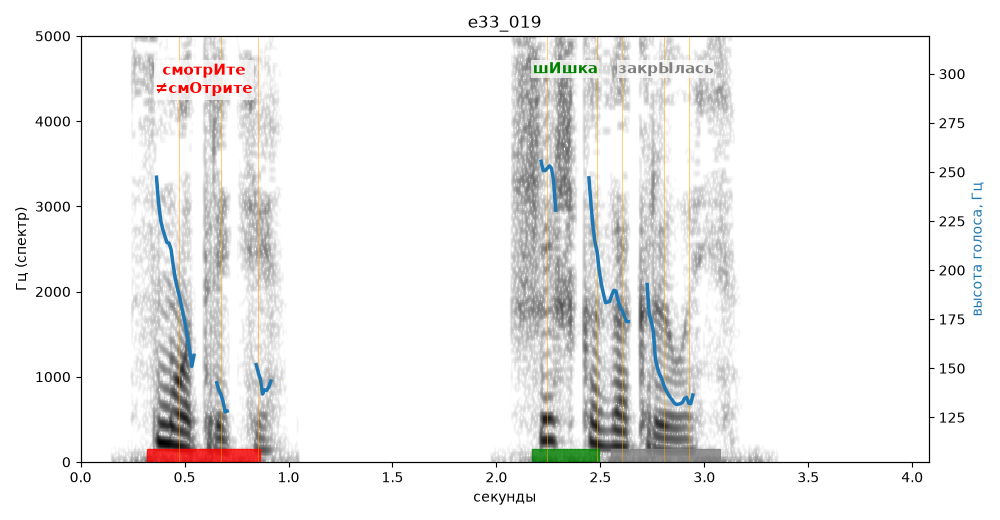 e33_019
5000
4000
3000
2000
1000
0
Гц (спектр)
смотрИте
≠смОтрите
шИшка
закрЫлась
300
275
250
225
200
175
150
125
высота голоса, Гц
0.0 0.5 1.0 1.5 2.0 2.5 3.0 3.5 4.0
секунды